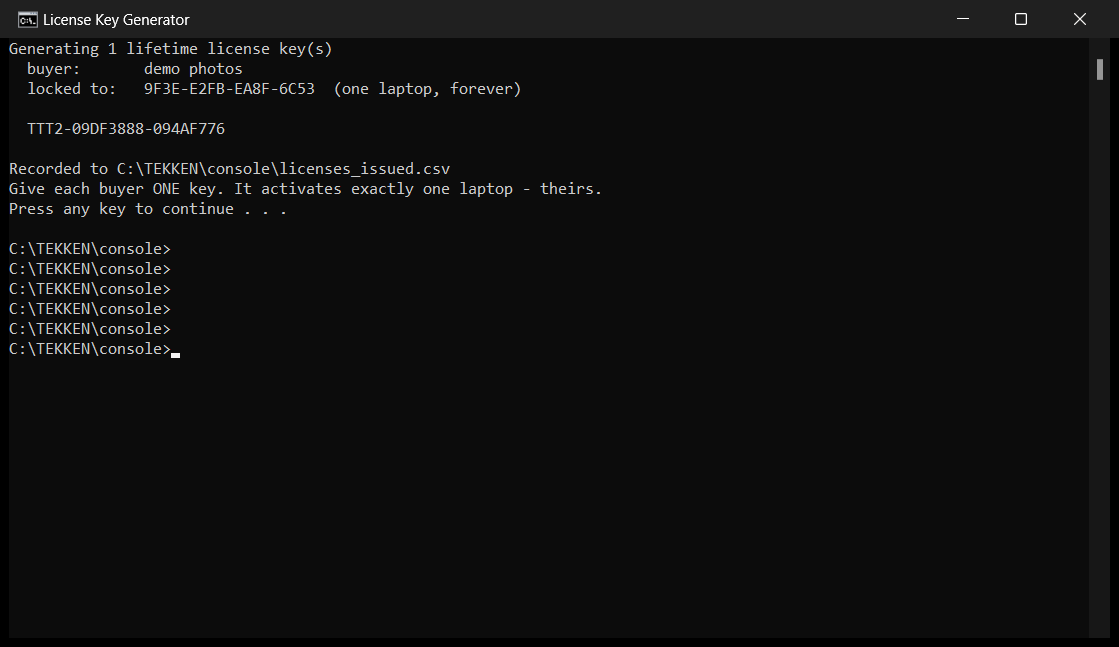 License Key Generator
Generating 1 lifetime license key(s)
buyer: demo photos
locked to: 9F3E-E2FB-EA8F-6C53 (one laptop, forever)
TTT2-09DF3888-094AF776
Recorded to C:\TEKKEN\console\licenses_issued.csv
Give each buyer ONE key. It activates exactly one laptop - theirs.
Press any key to continue . . .
C:\TEKKEN\console>
C:\TEKKEN\console>
C:\TEKKEN\console>
C:\TEKKEN\console>
C:\TEKKEN\console>
C:\TEKKEN\console>